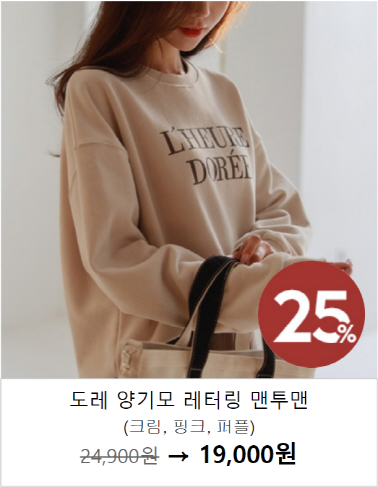 L'HEURE
DORÉE
25%
도레 양기모 레터링 맨투맨
(크림, 핑크, 퍼플)
24,900원 → 19,000원